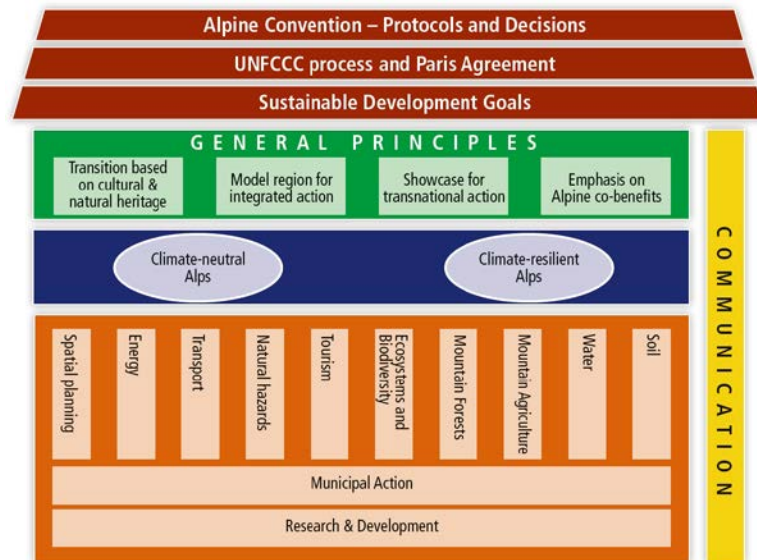 Alpine Convention – Protocols and Decisions
UNFCCC process and Paris Agreement
Sustainable Development Goals
GENERAL PRINCIPLES
Transition based
on cultural &
natural heritage
Model region for
integrated action
Showcase for
transnational action
Emphasis on
Alpine co-benefits
Climate-neutral
Alps
Climate-resilient
Alps
Spatial planning
Energy
Transport
Natural hazards
Tourism
Ecosystems and
Biodiversity
Mountain Forests
Mountain Agriculture
Water
Soil
Municipal Action
Research & Development
COMMUNICATION